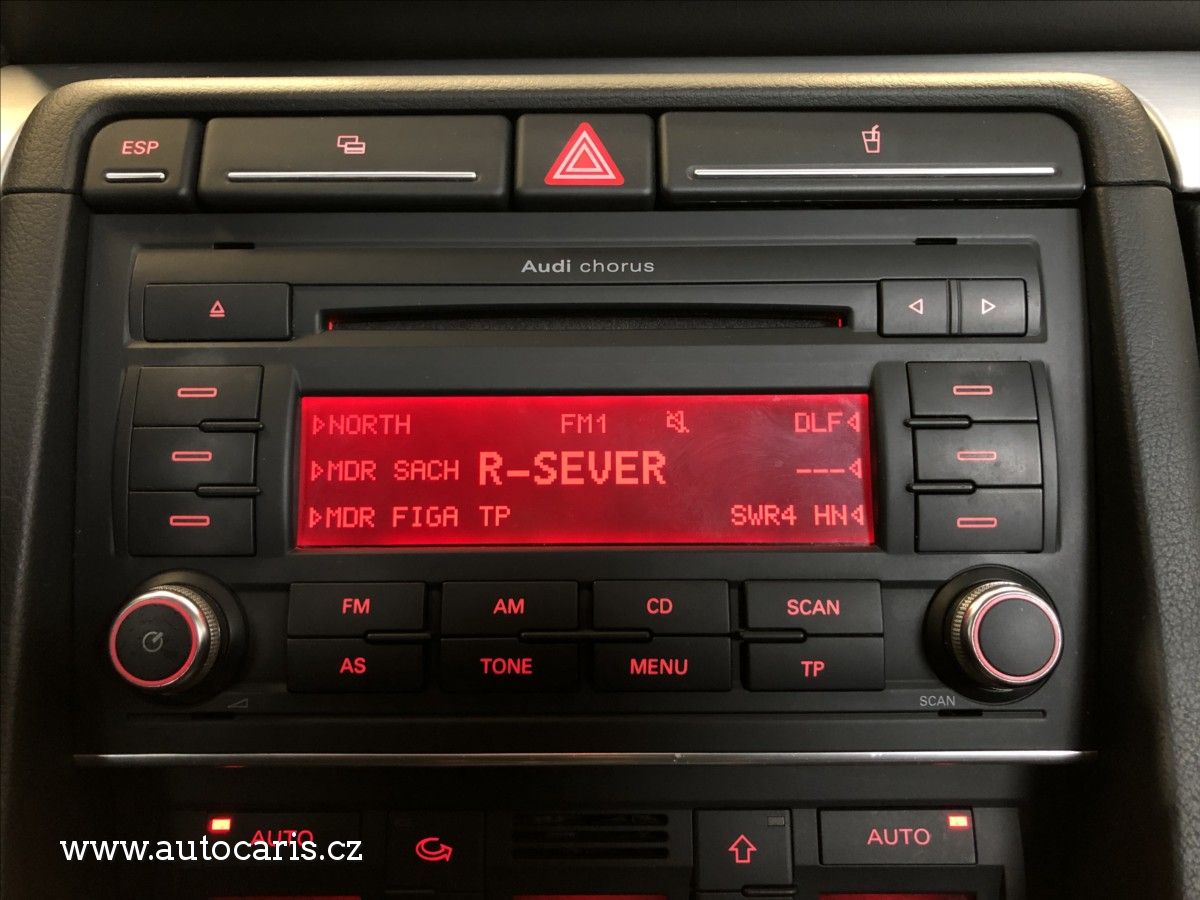 ESP
Audi chorus
NORTH FM1 DLF
MDR SACH R-SEVER ---
MDR FIGA TP SWR4 HN
FM AM CD SCAN
AS TONE MENU TP
SCAN
AUTO AUTO
www.autocaris.cz